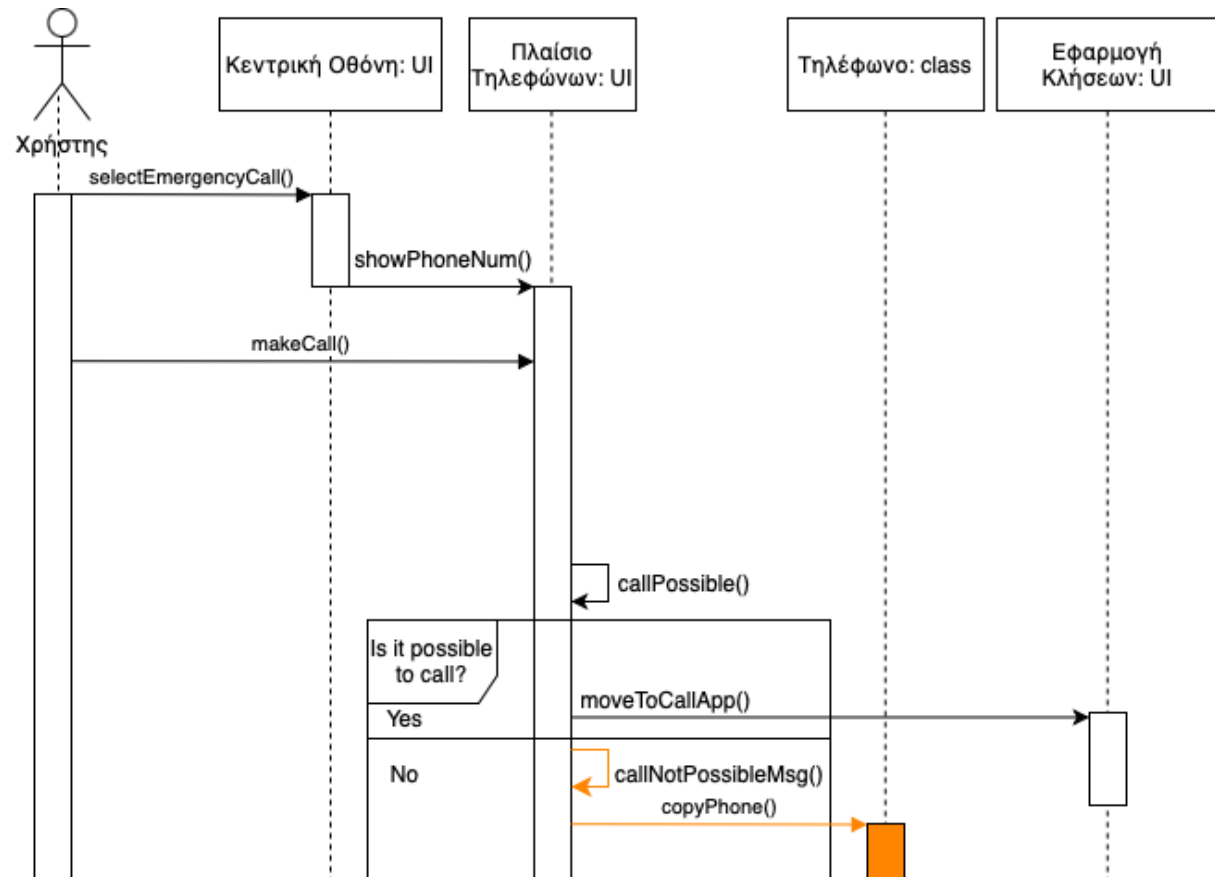 Κεντρική Οθόνη: UI
Πλαίσιο
Τηλεφώνων: UI
Τηλέφωνο: class
Εφαρμογή
Κλήσεων: UI
Χρήστης
selectEmergencyCall()
showPhoneNum()
makeCall()
callPossible()
Is it possible
to call?
moveToCallApp()
Yes
No
callNotPossibleMsg()
copyPhone()